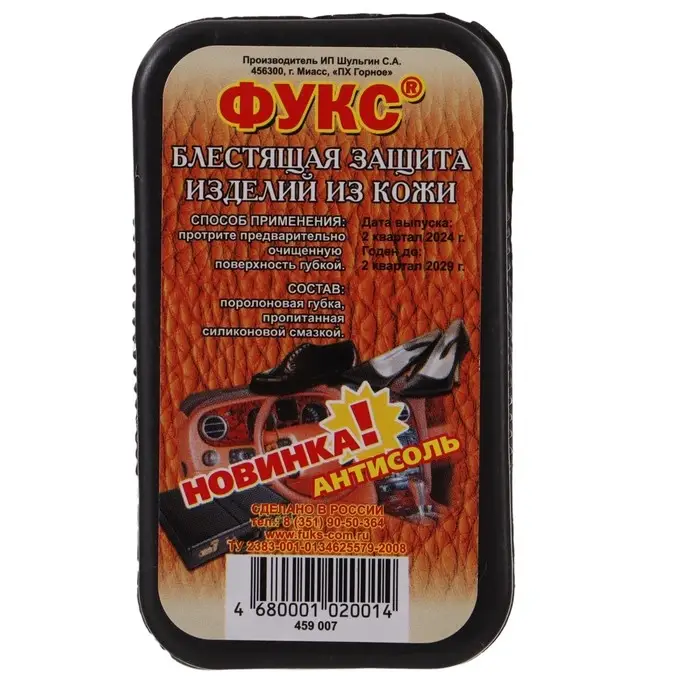 Производитель ИП Шульгин С.А.
456300, г. Миасс, «ПХ Горное»
ФУКС®
БЛЕСТЯЩАЯ ЗАЩИТА
ИЗДЕЛИЙ ИЗ КОЖИ
СПОСОБ ПРИМЕНЕНИЯ:
протрите предварительно
очищенную
поверхность губкой.
СОСТАВ:
поролоновая губка,
пропитанная
силиконовой смазкой.
Дата выпуска:
2 квартал 2024 г.
Годен до:
2 квартал 2029 г.
НОВИНКА!
АНТИСОЛЬ
СДЕЛАНО В РОССИИ
тел.: 8 (351) 90-50-364
www.fuks-com.ru
ТУ 2383-001-0134625579-2008
4 680001 020014
459 007